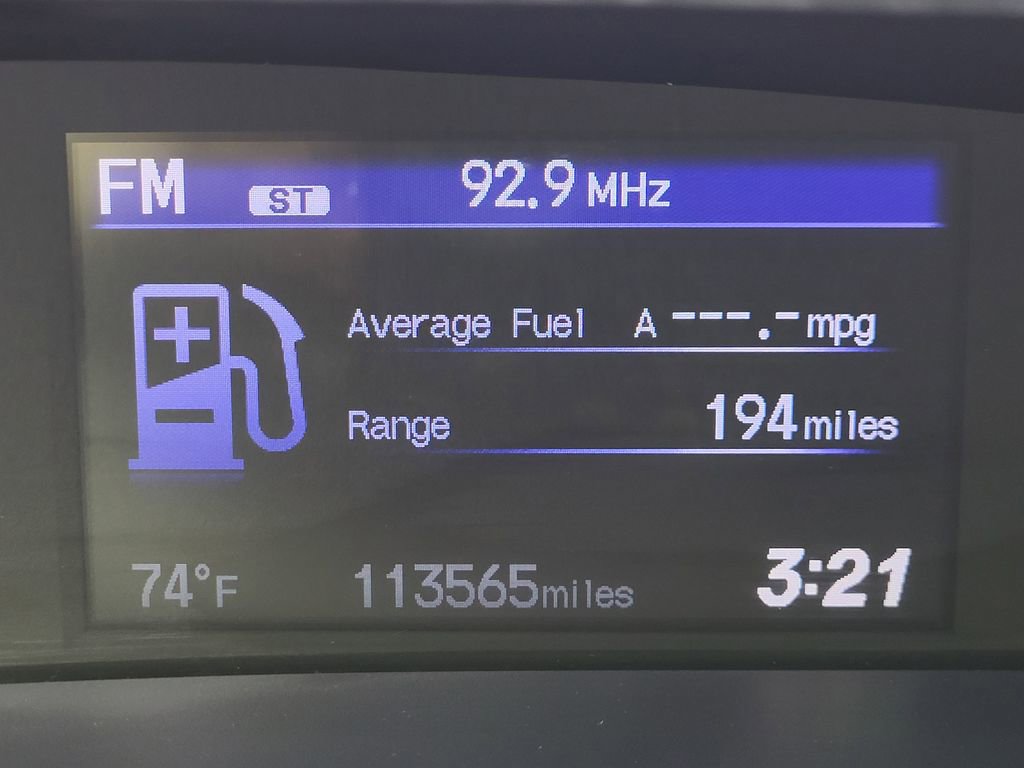 FM ST 92.9 MHz
Average Fuel A ---.- mpg
Range 194 miles
74°F 113565 miles 3:21